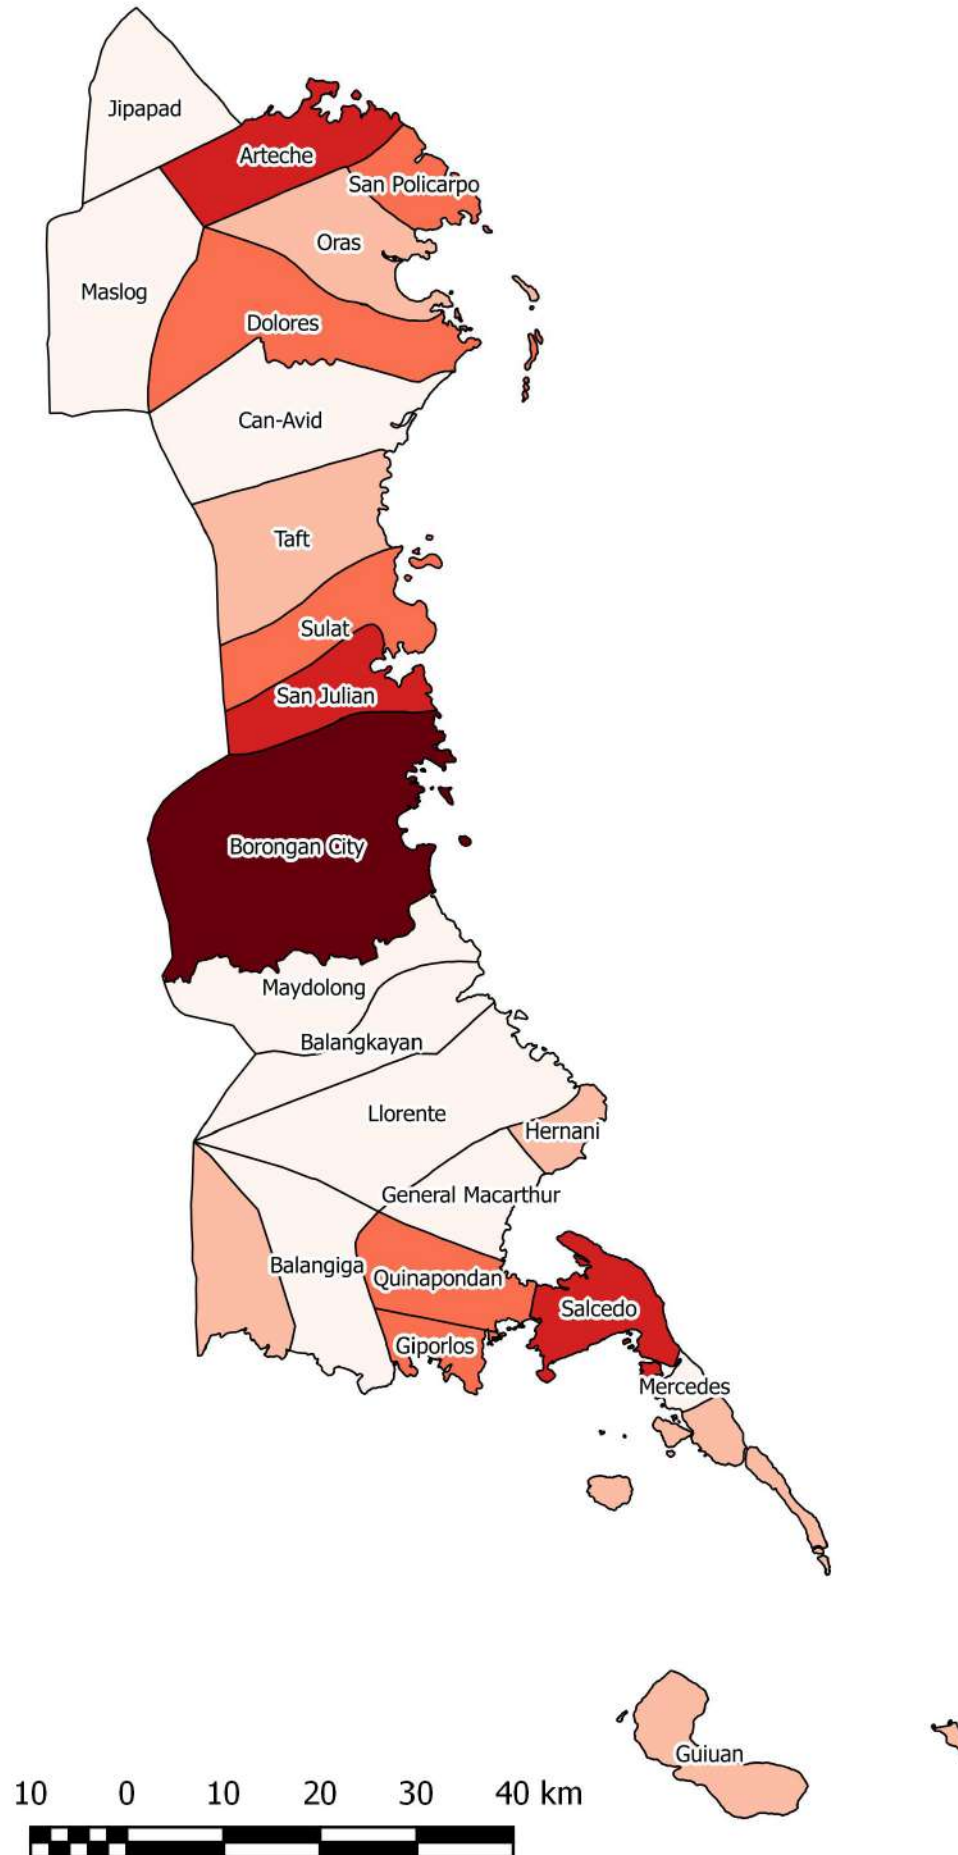 Jipapad
Arteche
San Policarpo
Oras
Maslog
Dolores
Can-Avid
Taft
Sulat
San Julian
Borongan City
Maydolong
Balangkayan
Llorente
Hernani
General Macarthur
Balangiga
Quinapondan
Salcedo
Giporlos
Mercedes
Guiuan
10 0 10 20 30 40 km